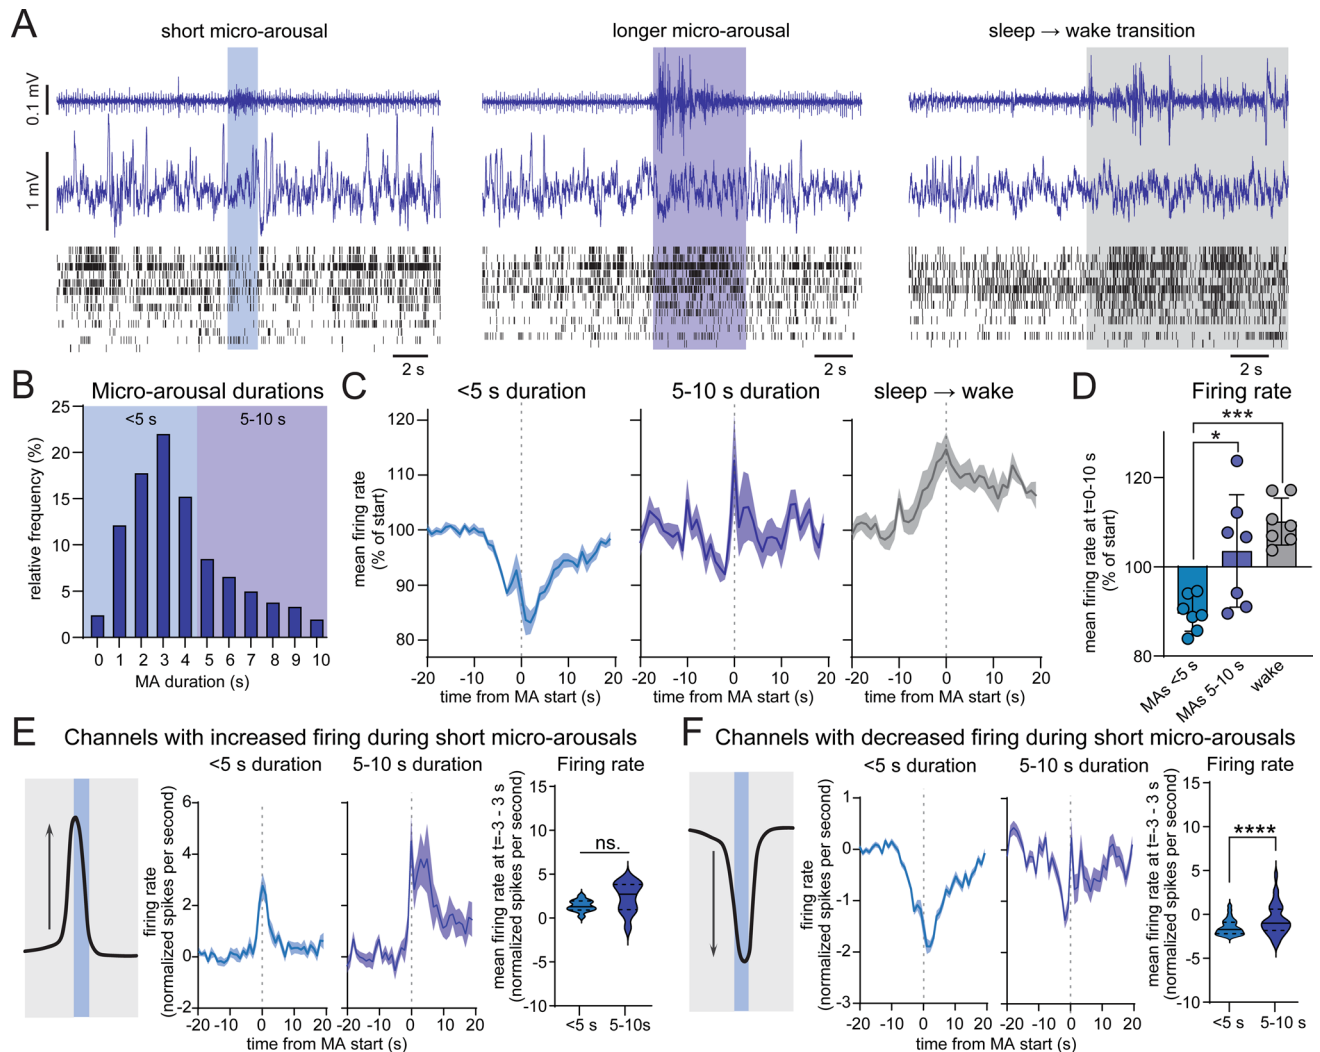 A
short micro-arousal
longer micro-arousal
sleep → wake transition
0.1 mV
1 mV
2 s
2 s
2 s
B
Micro-arousal durations
<5 s
5-10 s
relative frequency (%)
25
20
15
10
5
0
0 1 2 3 4 5 6 7 8 9 10
MA duration (s)
C
<5 s duration
5-10 s duration
sleep → wake
mean firing rate
(% of start)
120
110
100
90
80
-20 -10 0 10 20
-20 -10 0 10 20
-20 -10 0 10 20
time from MA start (s)
time from MA start (s)
time from MA start (s)
D
Firing rate
***
*
mean firing rate at t=0-10 s
(% of start)
120
100
80
MAs <5 s
MAs 5-10 s
wake
E
Channels with increased firing during short micro-arousals
<5 s duration
5-10 s duration
Firing rate
firing rate
(normalized spikes per second)
6
4
2
0
-2
-20 -10 0 10 20
-20 -10 0 10 20
time from MA start (s)
mean firing rate at t=-3 - 3 s
(normalized spikes per second)
15
10
5
0
-5
-10
ns.
<5 s
5-10s
F
Channels with decreased firing during short micro-arousals
<5 s duration
5-10 s duration
Firing rate
firing rate
(normalized spikes per second)
1
0
-1
-2
-3
-20 -10 0 10 20
-20 -10 0 10 20
time from MA start (s)
mean firing rate at t=-3 - 3 s
(normalized spikes per second)
15
10
5
0
-5
-10
****
<5 s
5-10 s